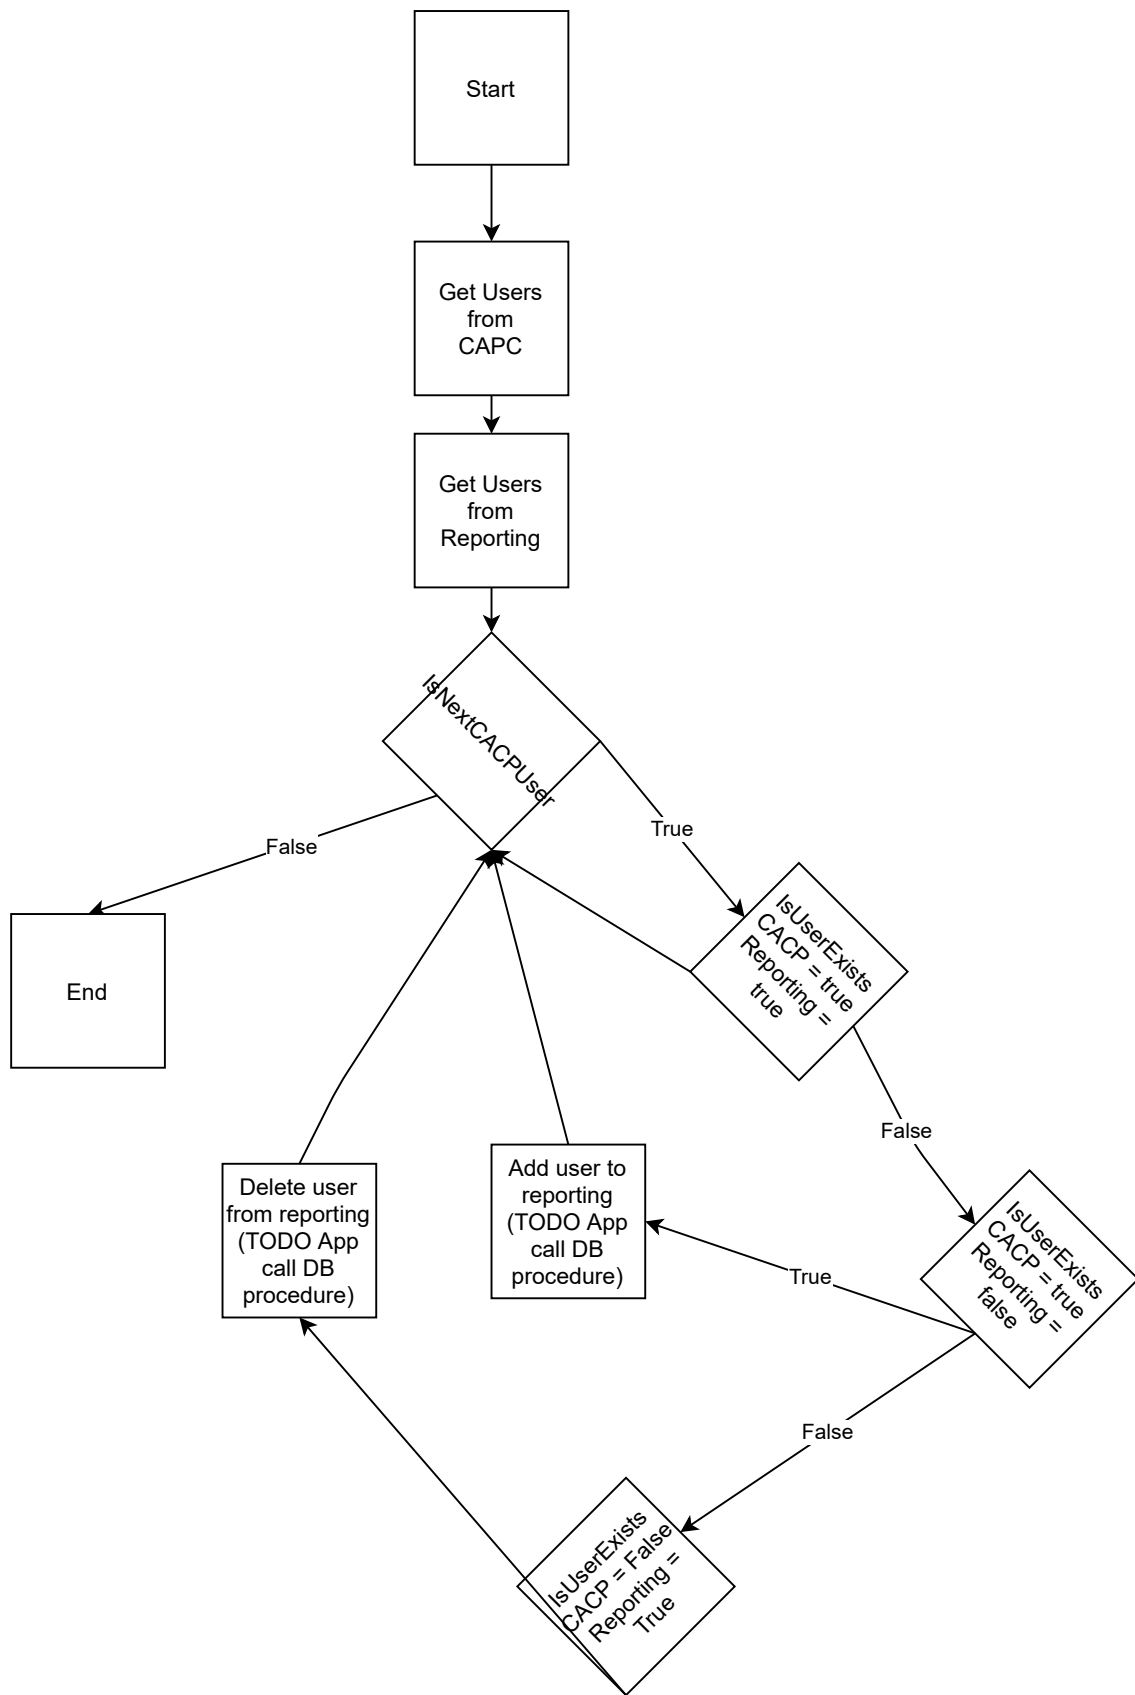 Start
Get Users
from
CAPC
Get Users
from
Reporting
IsNextCACPUser
True
False
IsUserExists
CACP = true
Reporting =
true
End
False
Delete user
from reporting
(TODO App
call DB
procedure)
Add user to
reporting
(TODO App
call DB
procedure)
IsUserExists
CACP = true
Reporting =
false
True
False
IsUserExists
CACP = False
Reporting =
True